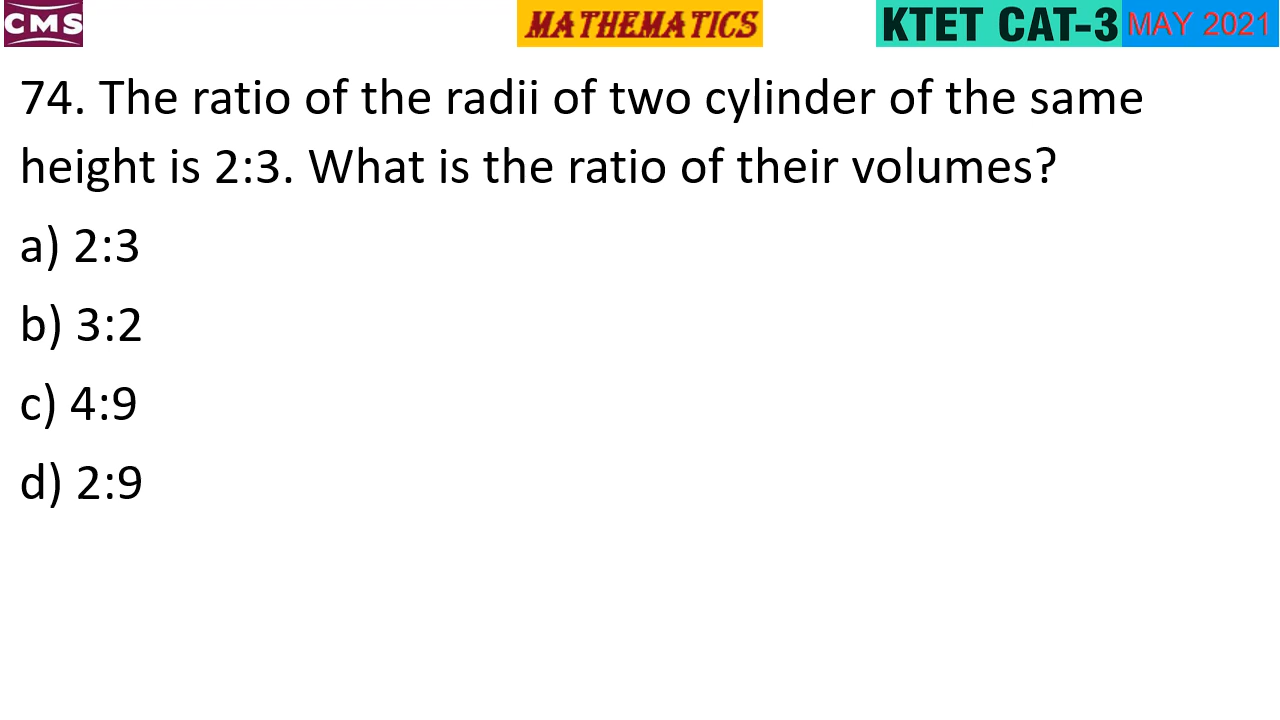 CMS
MATHEMATICS
KTET CAT-3
MAY 2021
74. The ratio of the radii of two cylinder of the same
height is 2:3. What is the ratio of their volumes?
a) 2:3
b) 3:2
c) 4:9
d) 2:9